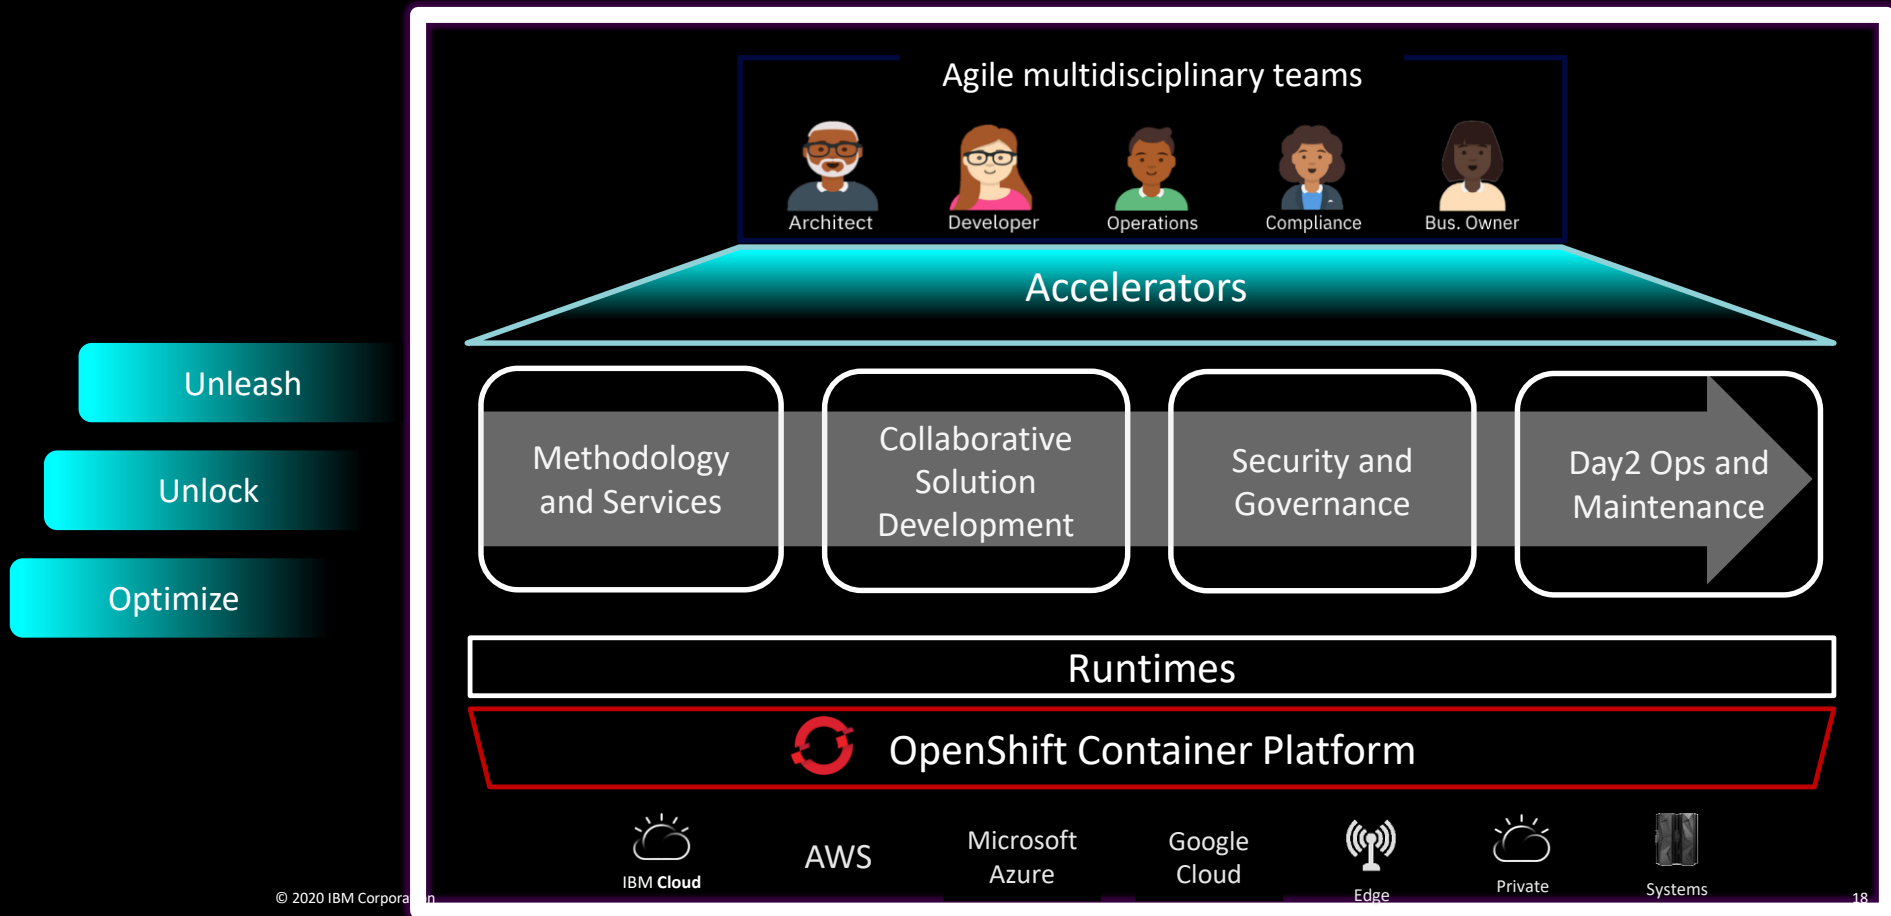 Agile multidisciplinary teams
Architect
Developer
Operations
Compliance
Bus. Owner
Accelerators
Unleash
Unlock
Optimize
Methodology
and Services
Collaborative
Solution
Development
Security and
Governance
Day2 Ops and
Maintenance
Runtimes
OpenShift Container Platform
IBM Cloud
AWS
Microsoft
Azure
Google
Cloud
Edge
Private
Systems
© 2020 IBM Corporation
18